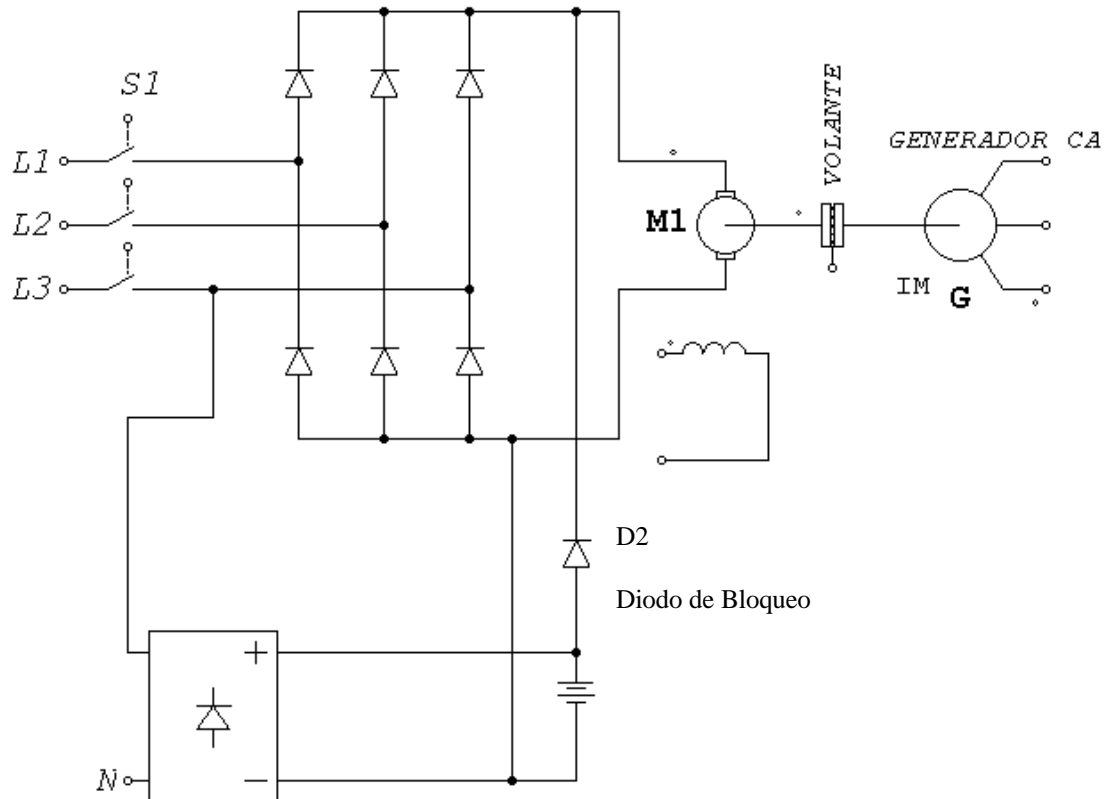 S1
L1
L2
L3
VOLANTE
GENERADOR CA
M1
IM G
D2
Diodo de Bloqueo
+
N
−